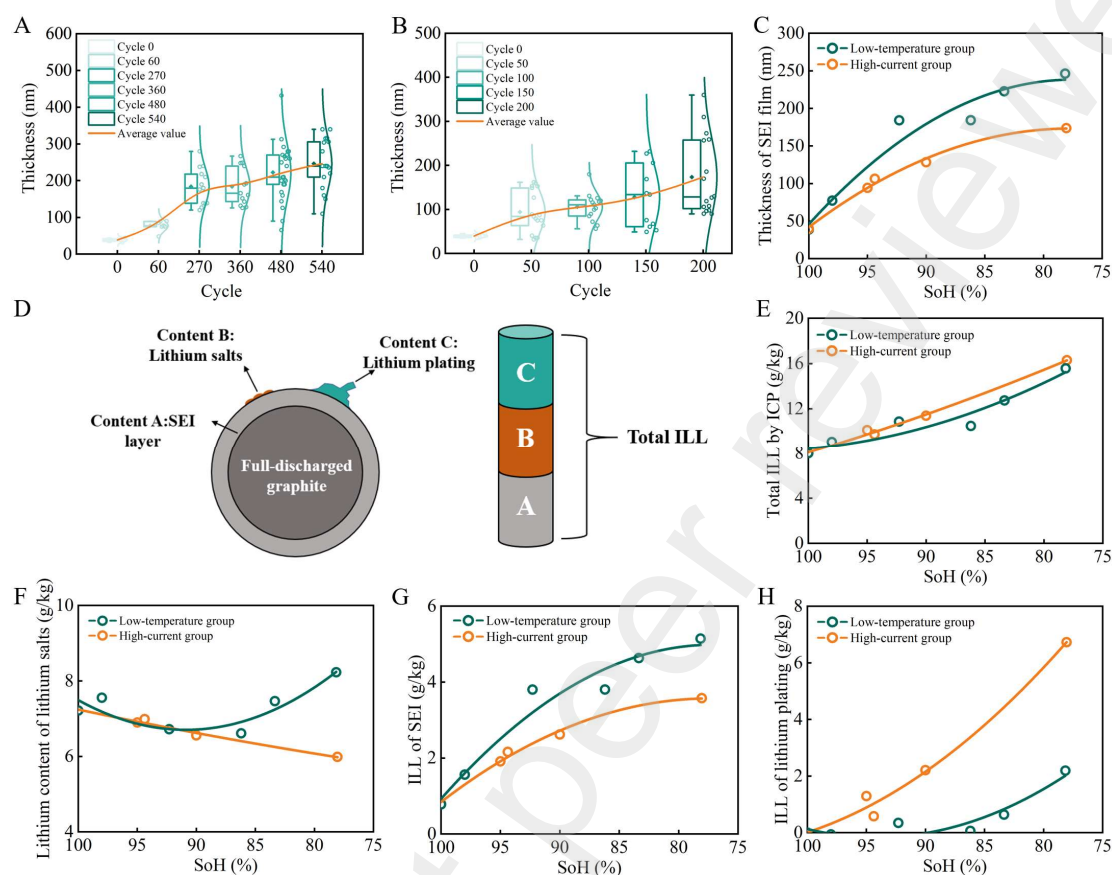 A
Thickness (nm)
600
500
400
300
200
100
0
Cycle 0
Cycle 60
Cycle 270
Cycle 360
Cycle 480
Cycle 540
Average value
0 60 270 360 480 540
Cycle
B
Thickness (nm)
500
400
300
200
100
0
Cycle 0
Cycle 50
Cycle 100
Cycle 150
Cycle 200
Average value
0 50 100 150 200
Cycle
C
Thickness of SEI film (nm)
300
250
200
150
100
50
0
Low-temperature group
High-current group
100 95 90 85 80 75
SoH (%)
D
Content B:
Lithium salts
Content C:
Lithium plating
Content A:SEI
layer
Full-discharged
graphite
C
B
A
Total ILL
E
Total ILL by ICP (g/kg)
20
16
12
8
4
0
Low-temperature group
High-current group
100 95 90 85 80 75
SoH (%)
F
Lithium content of lithium salts (g/kg)
10
8
6
4
Low-temperature group
High-current group
100 95 90 85 80 75
SoH (%)
G
ILL of SEI (g/kg)
6
4
2
0
Low-temperature group
High-current group
100 95 90 85 80 75
SoH (%)
H
ILL of lithium plating (g/kg)
8
6
4
2
0
Low-temperature group
High-current group
100 95 90 85 80 75
SoH (%)
peer reviewe